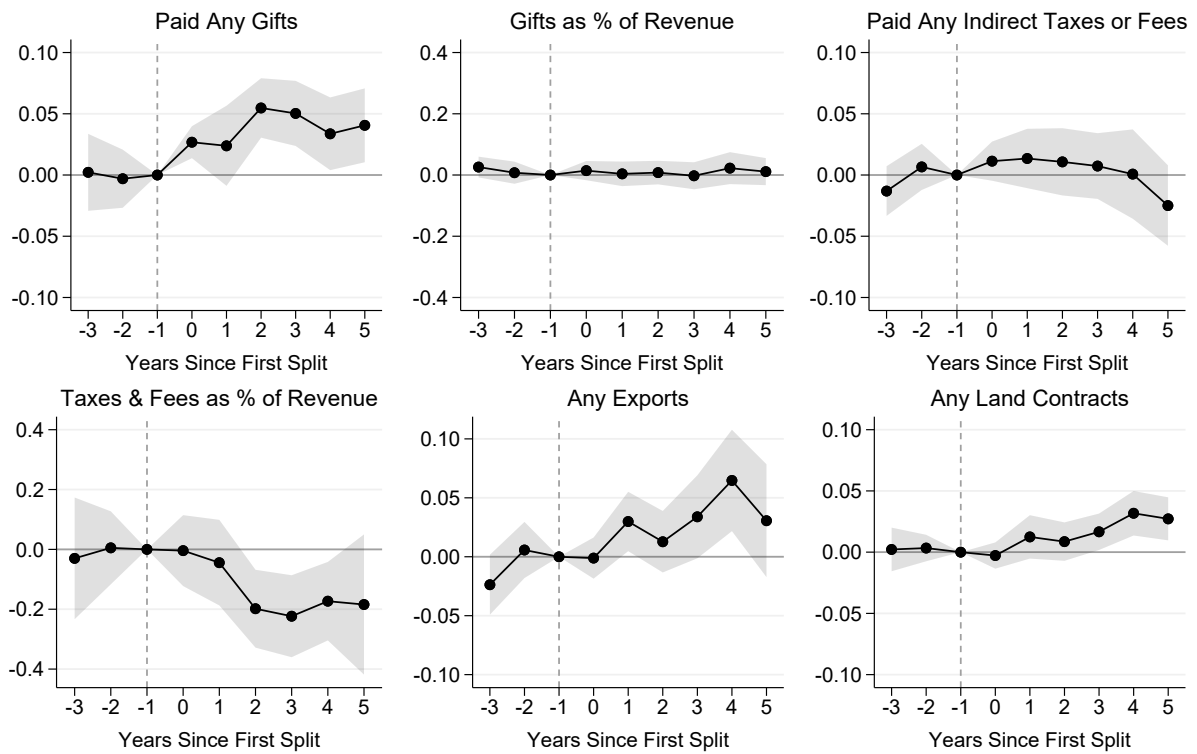 Paid Any Gifts
0.10
0.05
0.00
-0.05
-0.10
-3 -2 -1 0 1 2 3 4 5
Years Since First Split
Gifts as % of Revenue
0.4
0.2
0.0
-0.2
-0.4
-3 -2 -1 0 1 2 3 4 5
Years Since First Split
Paid Any Indirect Taxes or Fees
0.10
0.05
0.00
-0.05
-0.10
-3 -2 -1 0 1 2 3 4 5
Years Since First Split
Taxes & Fees as % of Revenue
0.4
0.2
0.0
-0.2
-0.4
-3 -2 -1 0 1 2 3 4 5
Years Since First Split
Any Exports
0.10
0.05
0.00
-0.05
-0.10
-3 -2 -1 0 1 2 3 4 5
Years Since First Split
Any Land Contracts
0.10
0.05
0.00
-0.05
-0.10
-3 -2 -1 0 1 2 3 4 5
Years Since First Split